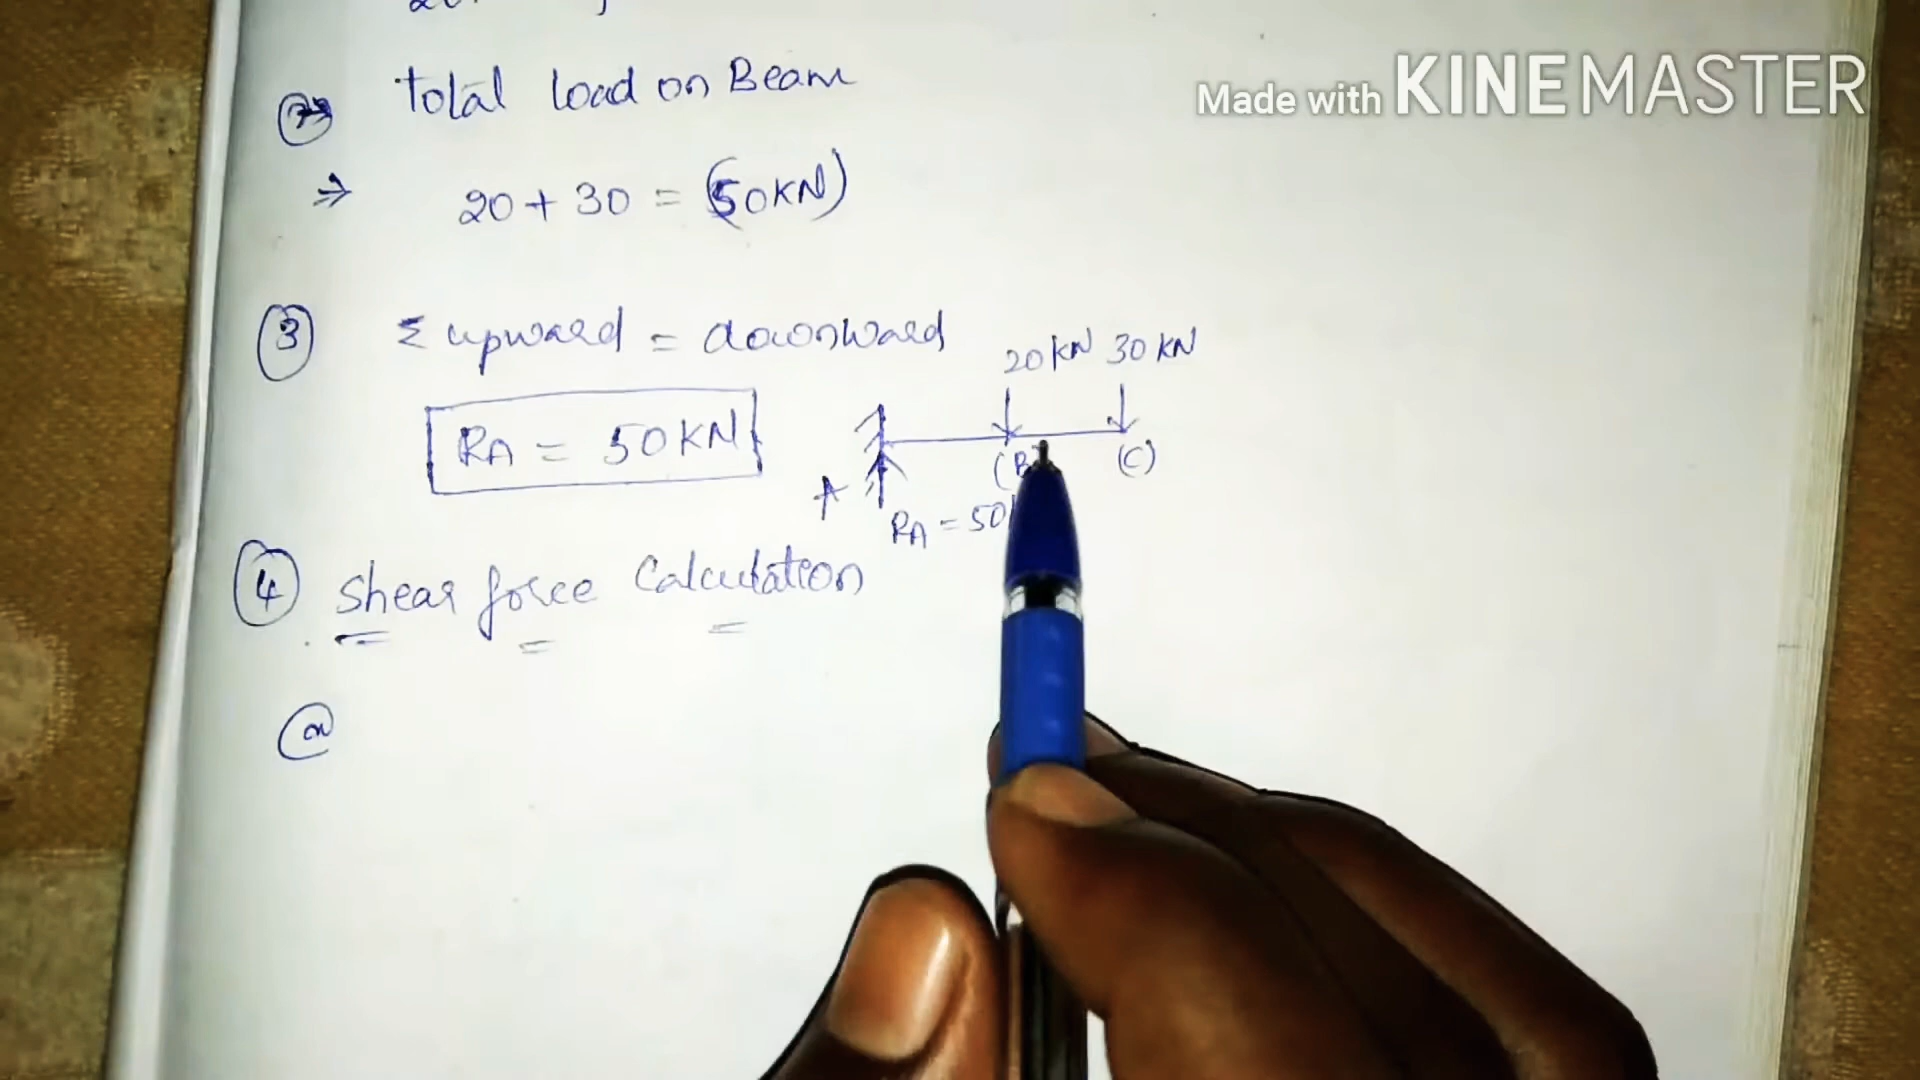 Made with KINEMASTER
② total load on Beam
⇒ 20 + 30 = (50KN)
③ Σ upward = downward
20 KN 30 KN
RA = 50KN
(B) (C)
A
RA = 50
④ Shear force Calculation
@